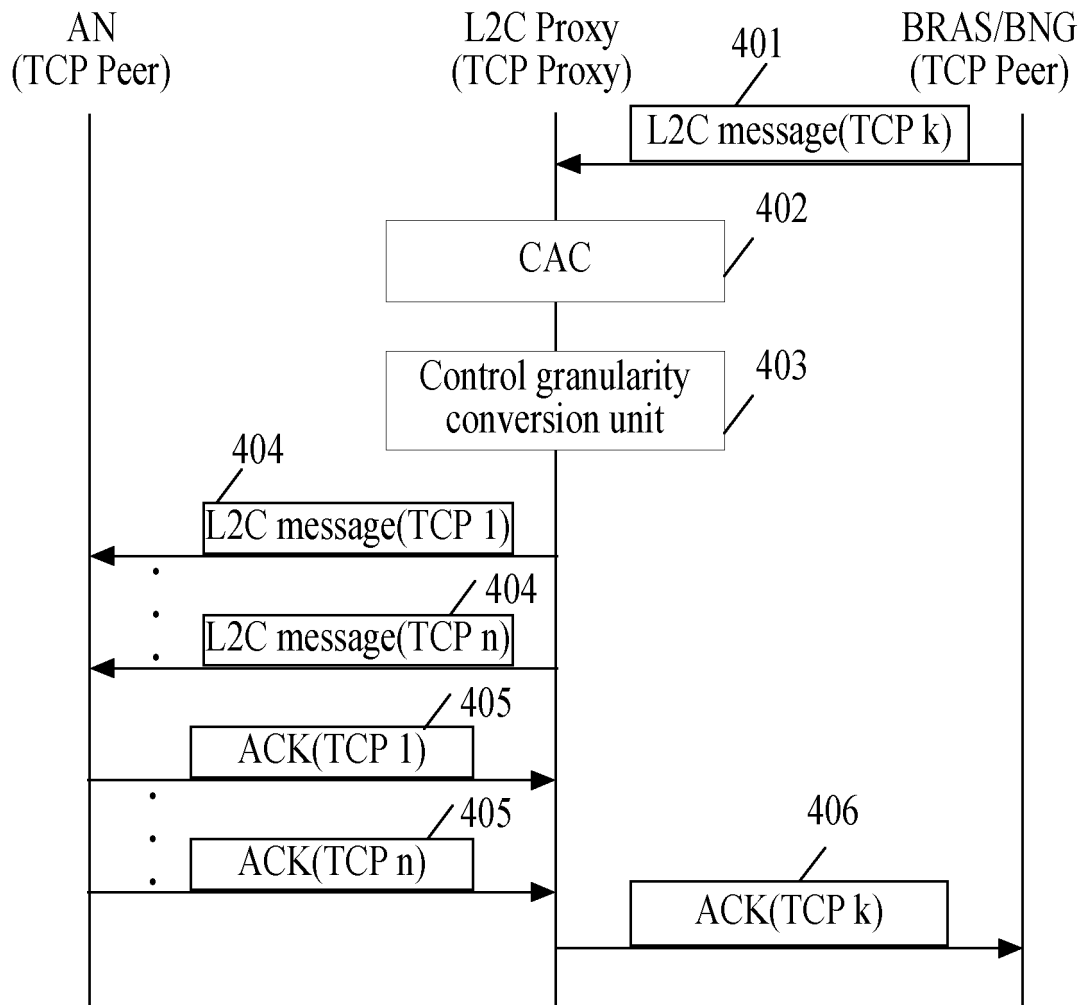 AN
(TCP Peer)
L2C Proxy
(TCP Proxy)
BRAS/BNG
(TCP Peer)
401
L2C message(TCP k)
402
CAC
403
Control granularity
conversion unit
404
L2C message(TCP 1)
404
L2C message(TCP n)
405
ACK(TCP 1)
405
ACK(TCP n)
406
ACK(TCP k)